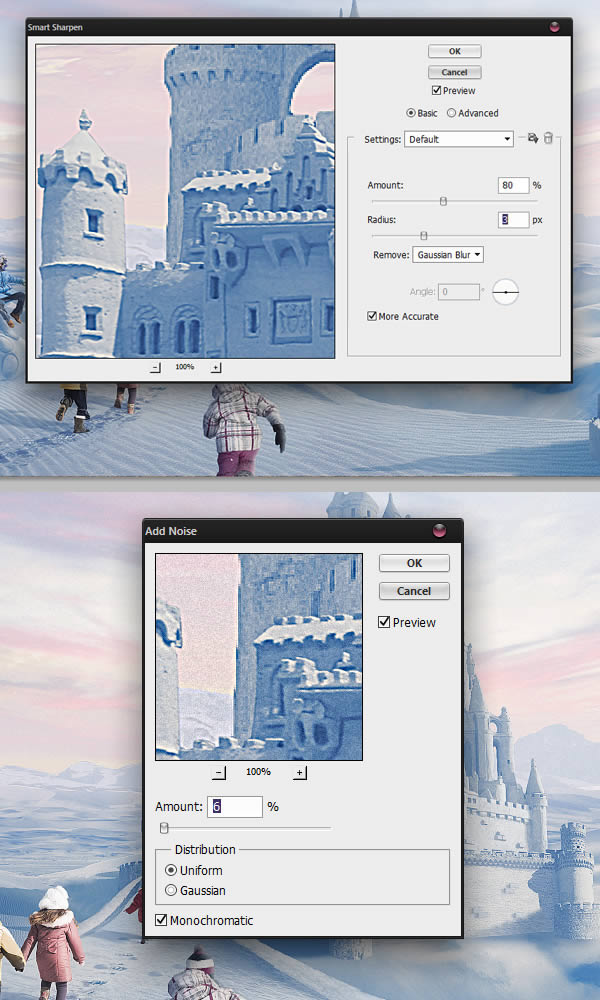 Smart Sharpen
OK
Cancel
Preview
Basic Advanced
Settings: Default
Amount: 80 %
Radius: 3 px
Remove: Gaussian Blur
Angle: 0 °
More Accurate
− 100% +
Add Noise
OK
Cancel
Preview
− 100% +
Amount: 6 %
Distribution
Uniform
Gaussian
Monochromatic